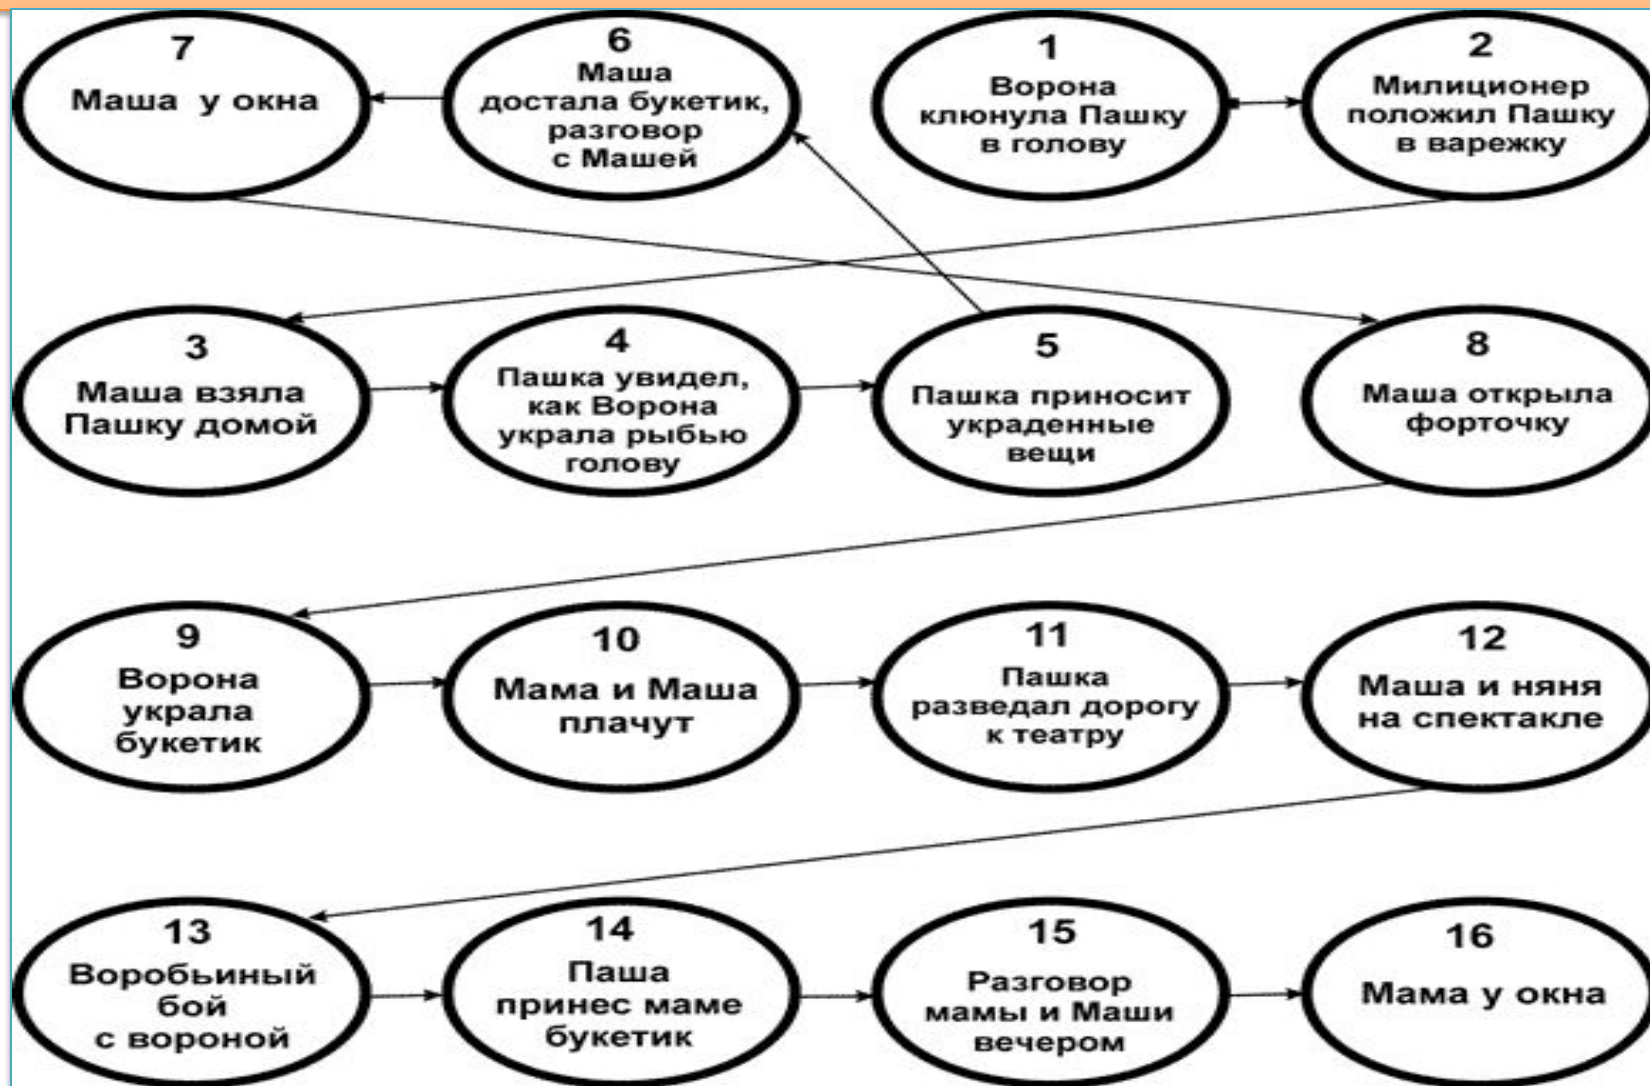 7
Маша у окна
6
Маша
достала букетик,
разговор
с Машей
1
Ворона
клюнула Пашку
в голову
2
Милиционер
положил Пашку
в варежку
3
Маша взяла
Пашку домой
4
Пашка увидел,
как Ворона
украла рыбью
голову
5
Пашка приносит
украденные
вещи
8
Маша открыла
форточку
9
Ворона
украла
букетик
10
Мама и Маша
плачут
11
Пашка
разведал дорогу
к театру
12
Маша и няня
на спектакле
13
Воробьиный
бой
с вороной
14
Паша
принес маме
букетик
15
Разговор
мамы и Маши
вечером
16
Мама у окна